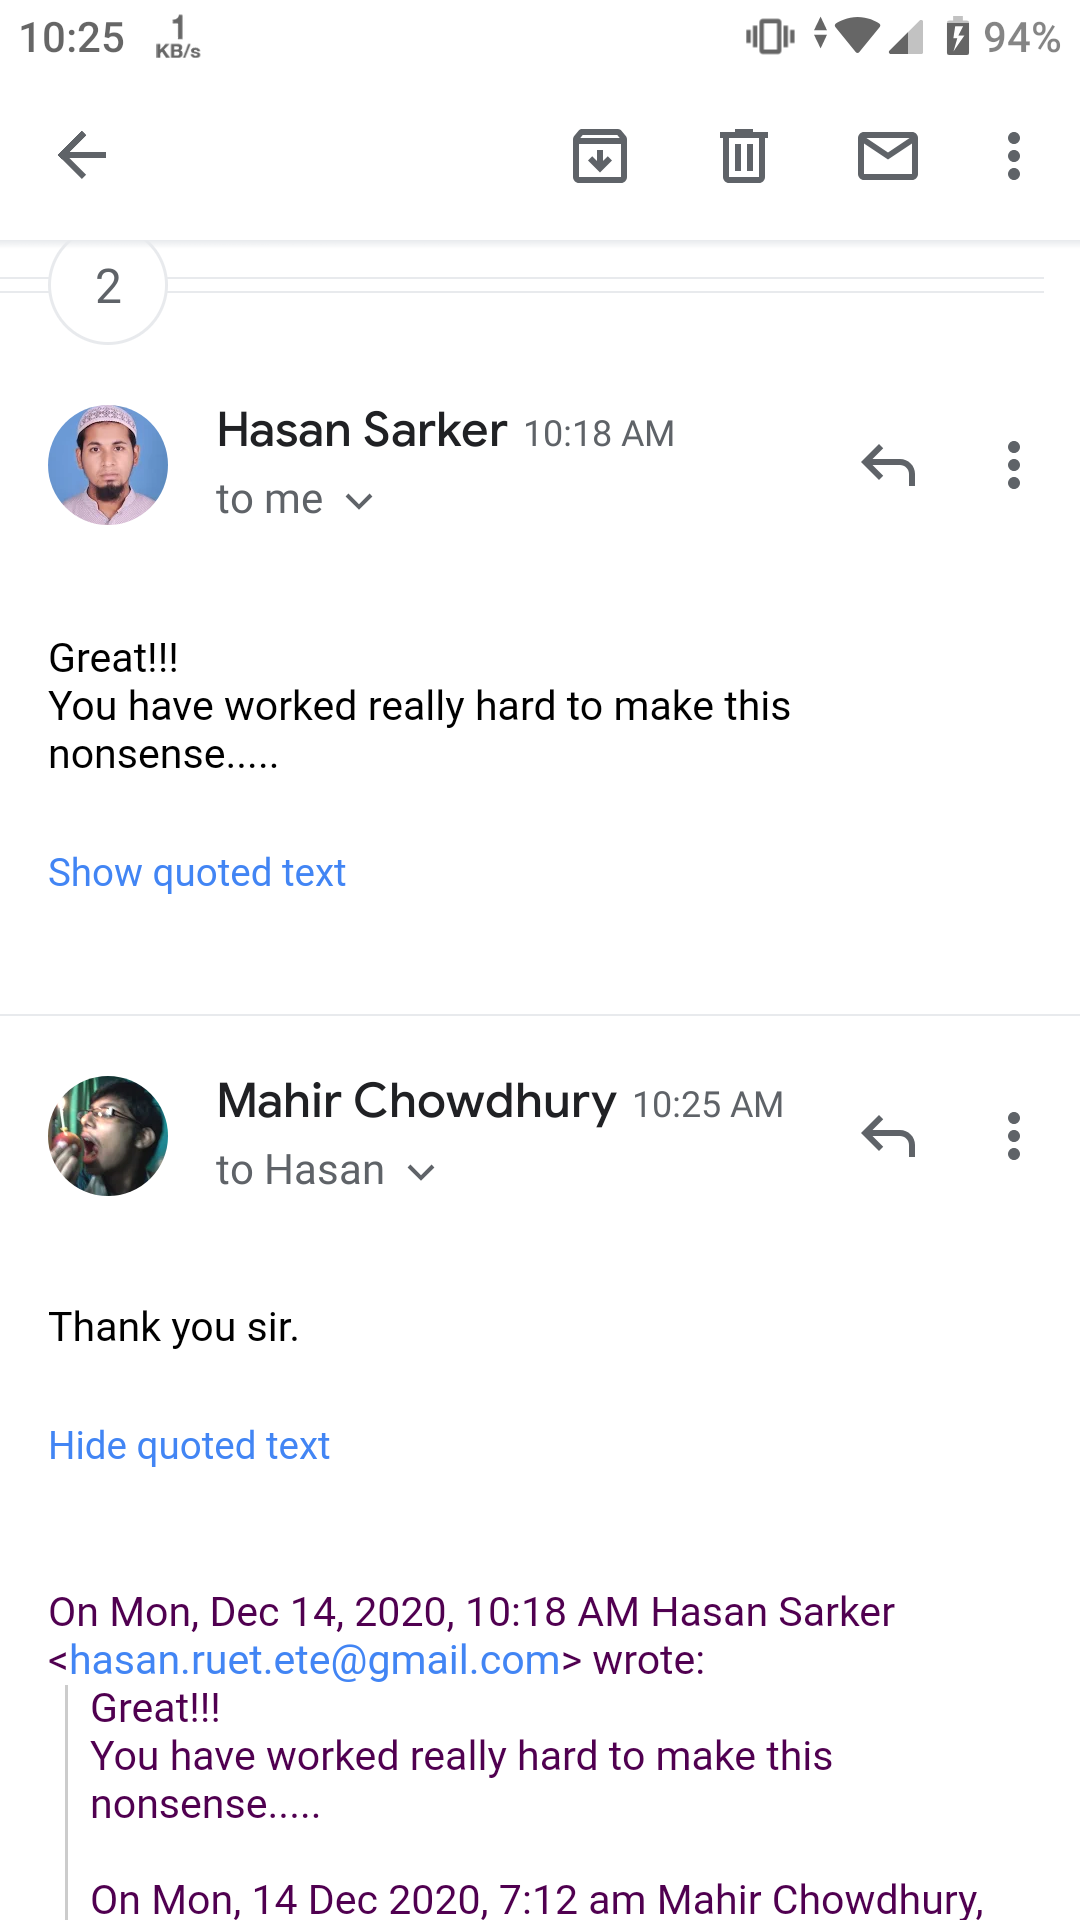 10:25 1 KB/s 94%
2
Hasan Sarker 10:18 AM
to me
Great!!!
You have worked really hard to make this
nonsense.....
Show quoted text
Mahir Chowdhury 10:25 AM
to Hasan
Thank you sir.
Hide quoted text
On Mon, Dec 14, 2020, 10:18 AM Hasan Sarker
<hasan.ruet.ete@gmail.com> wrote:
Great!!!
You have worked really hard to make this
nonsense.....
On Mon, 14 Dec 2020, 7:12 am Mahir Chowdhury,